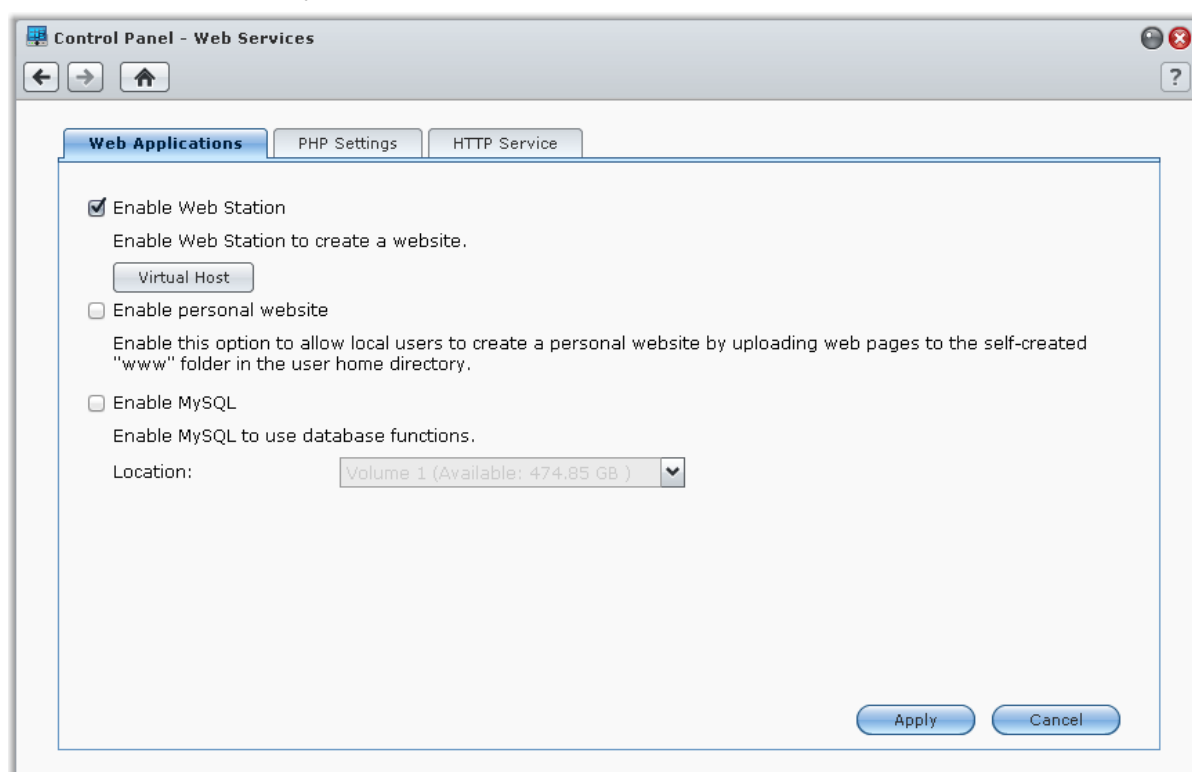 Control Panel - Web Services
?
Web Applications PHP Settings HTTP Service
Enable Web Station
Enable Web Station to create a website.
Virtual Host
Enable personal website
Enable this option to allow local users to create a personal website by uploading web pages to the self-created
"www" folder in the user home directory.
Enable MySQL
Enable MySQL to use database functions.
Location: Volume 1 (Available: 474.85 GB )
Apply Cancel